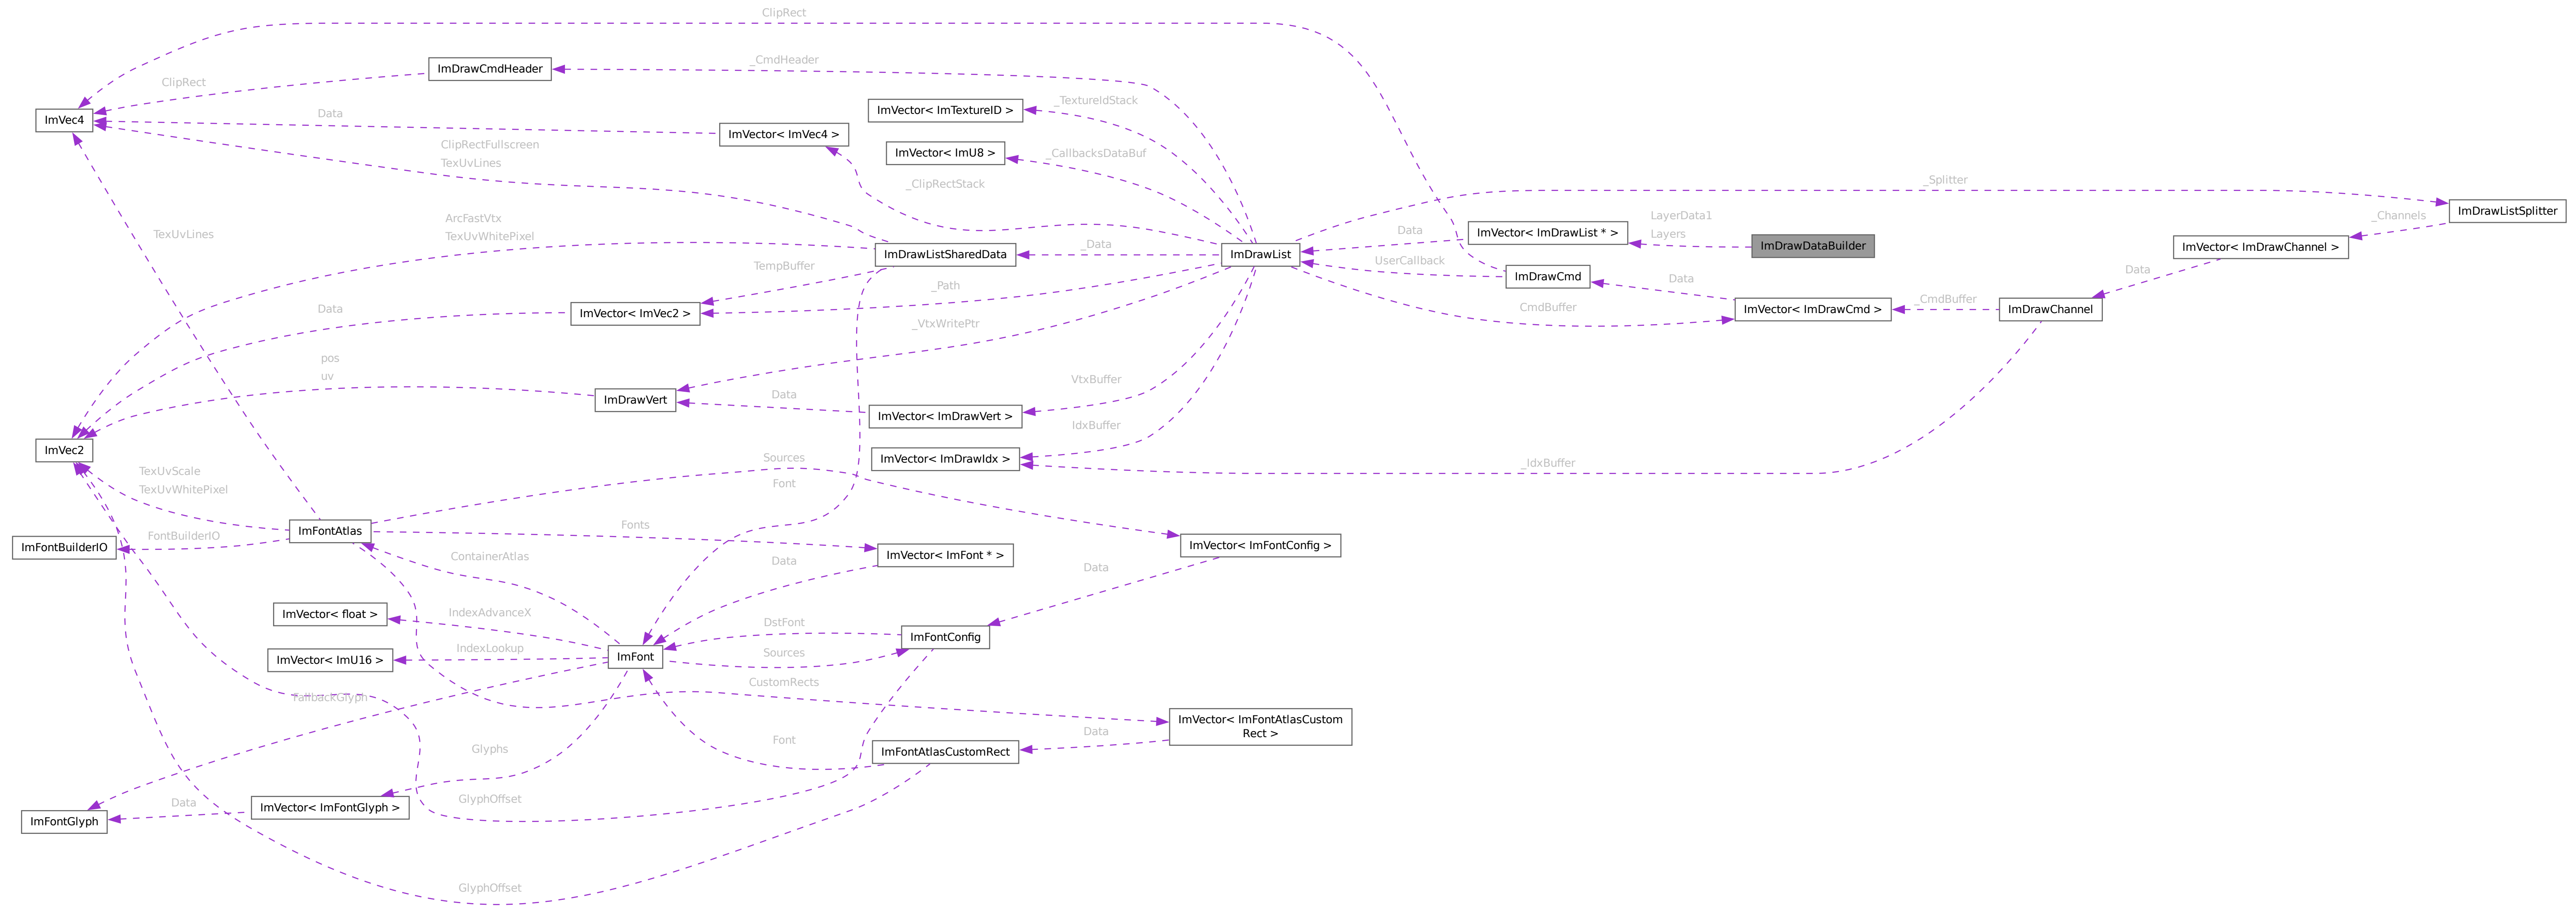 ClipRect
_CmdHeader
ImDrawCmdHeader
ClipRect
_TextureIdStack
ImVector< ImTextureID >
Data
ImVec4
ImVector< ImVec4 >
ClipRectFullscreen
TexUvLines
ImVector< ImU8 >
_CallbacksDataBuf
_ClipRectStack
_Splitter
ImDrawListSplitter
ArcFastVtx
TexUvWhitePixel
TexUvLines
LayerData1
Layers
_Channels
ImVector< ImDrawList * >
Data
ImDrawDataBuilder
ImVector< ImDrawChannel >
_Data
ImDrawListSharedData
ImDrawList
UserCallback
TempBuffer
ImDrawCmd
Data
Data
_Path
Data
ImVector< ImVec2 >
CmdBuffer
ImVector< ImDrawCmd >
_CmdBuffer
ImDrawChannel
_VtxWritePtr
pos
uv
VtxBuffer
ImDrawVert
Data
ImVector< ImDrawVert >
IdxBuffer
ImVec2
ImVector< ImDrawIdx >
_IdxBuffer
TexUvScale
TexUvWhitePixel
Sources
Font
ImFontAtlas
Fonts
FontBuilderIO
ImFontBuilderIO
ContainerAtlas
ImVector< ImFont * >
ImVector< ImFontConfig >
Data
Data
ImVector< float >
IndexAdvanceX
DstFont
ImFontConfig
ImVector< ImU16 >
IndexLookup
ImFont
Sources
FallbackGlyph
CustomRects
ImVector< ImFontAtlasCustom
Rect >
Glyphs
Font
Data
ImFontAtlasCustomRect
GlyphOffset
Data
ImVector< ImFontGlyph >
ImFontGlyph
GlyphOffset